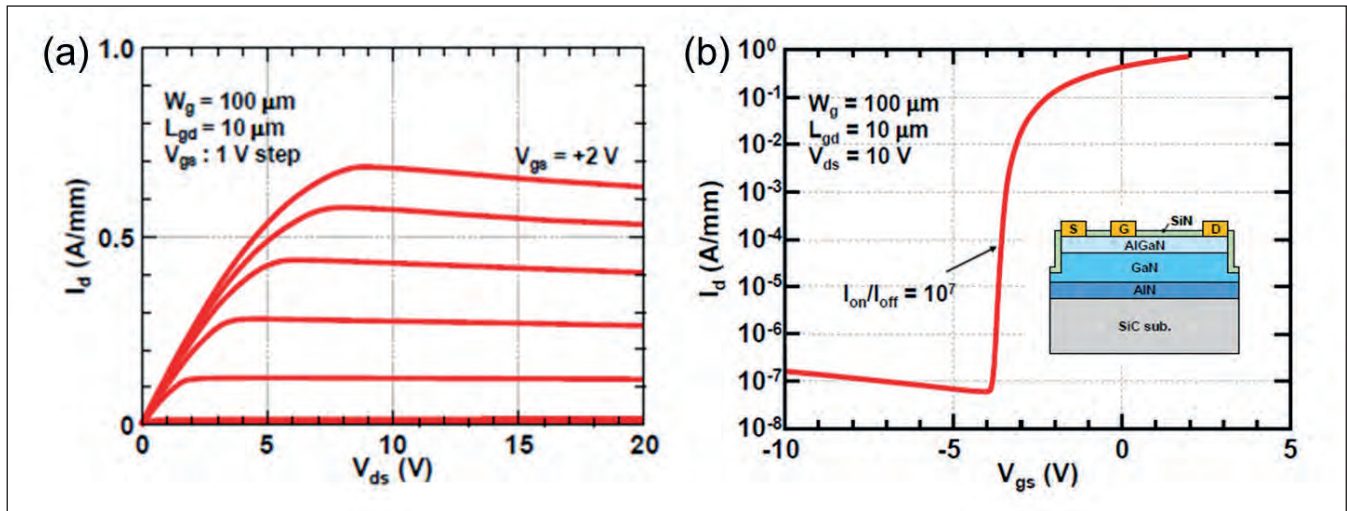 (a)
1.0
0.5
0
I_d (A/mm)
W_g = 100 μm
L_gd = 10 μm
V_gs : 1 V step
V_gs = +2 V
0 5 10 15 20
V_ds (V)
(b)
10^0
10^-1
10^-2
10^-3
10^-4
10^-5
10^-6
10^-7
10^-8
I_d (A/mm)
W_g = 100 μm
L_gd = 10 μm
V_ds = 10 V
I_on/I_off = 10^7
SiN
S G D
AlGaN
GaN
AlN
SiC sub.
-10 -5 0 5
V_gs (V)